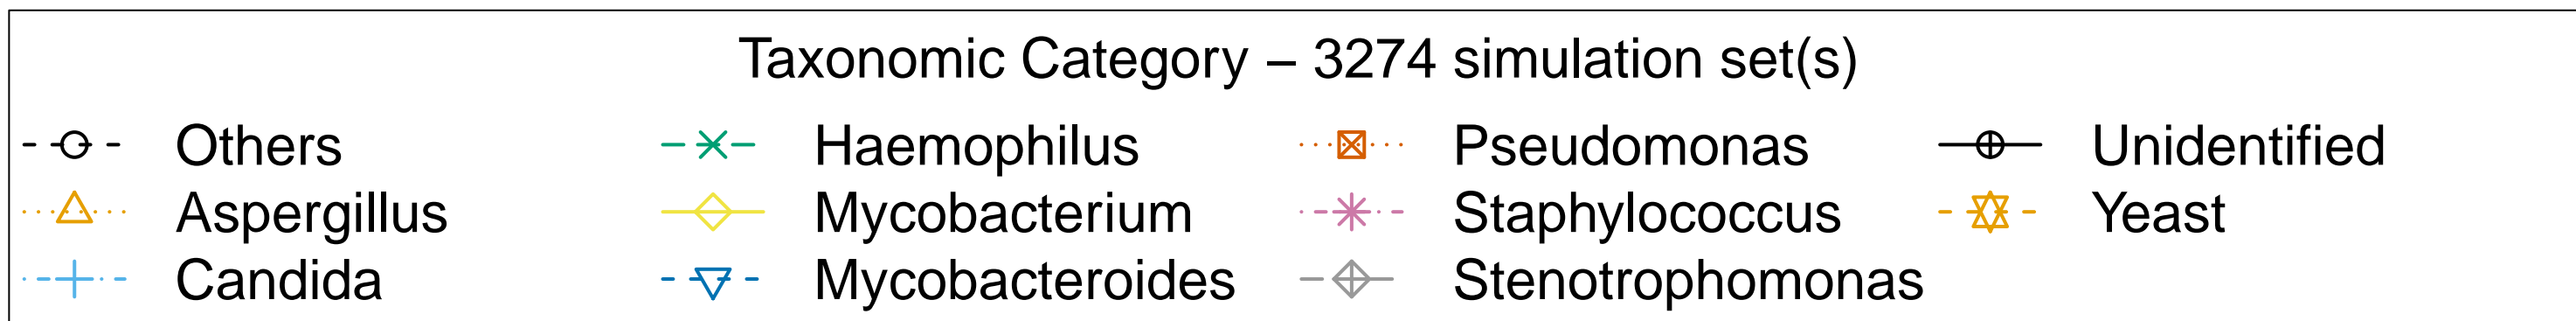 Taxonomic Category – 3274 simulation set(s)
Others
Aspergillus
Candida
Haemophilus
Mycobacterium
Mycobacteroides
Pseudomonas
Staphylococcus
Stenotrophomonas
Unidentified
Yeast